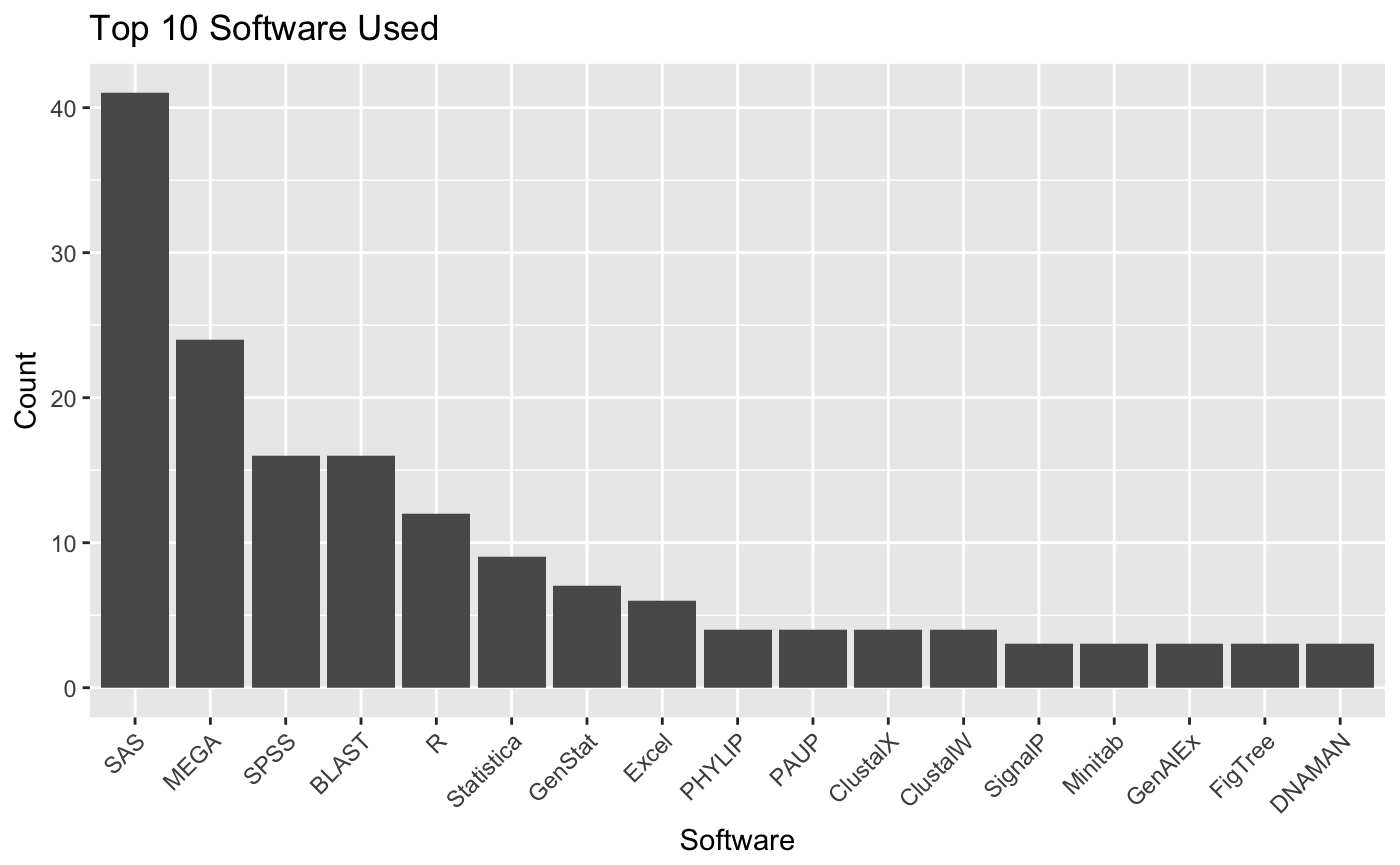 Top 10 Software Used
Count
40
30
20
10
0
SAS
MEGA
SPSS
BLAST
R
Statistica
GenStat
Excel
PHYLIP
PAUP
ClustalX
ClustalW
SignalP
Minitab
GenAlEx
FigTree
DNAMAN
Software